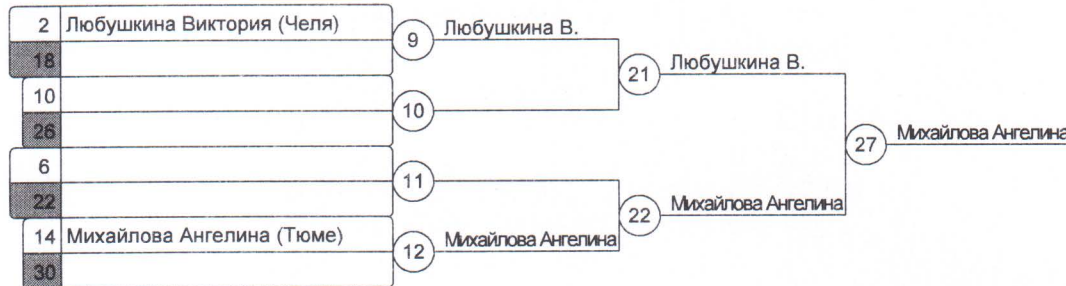 2 Любушкина Виктория (Челя)
18
9 Любушкина В.
10
26
10
21 Любушкина В.
6
22
11
14 Михайлова Ангелина (Тюме)
30
12 Михайлова Ангелина
22 Михайлова Ангелина
27 Михайлова Ангелина